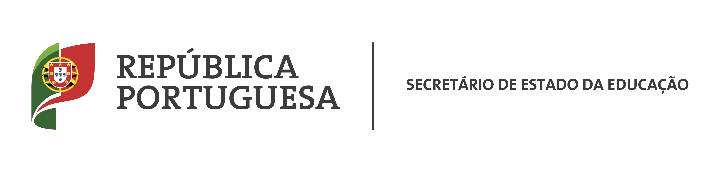 REPÚBLICA
PORTUGUESA
SECRETÁRIO DE ESTADO DA EDUCAÇÃO